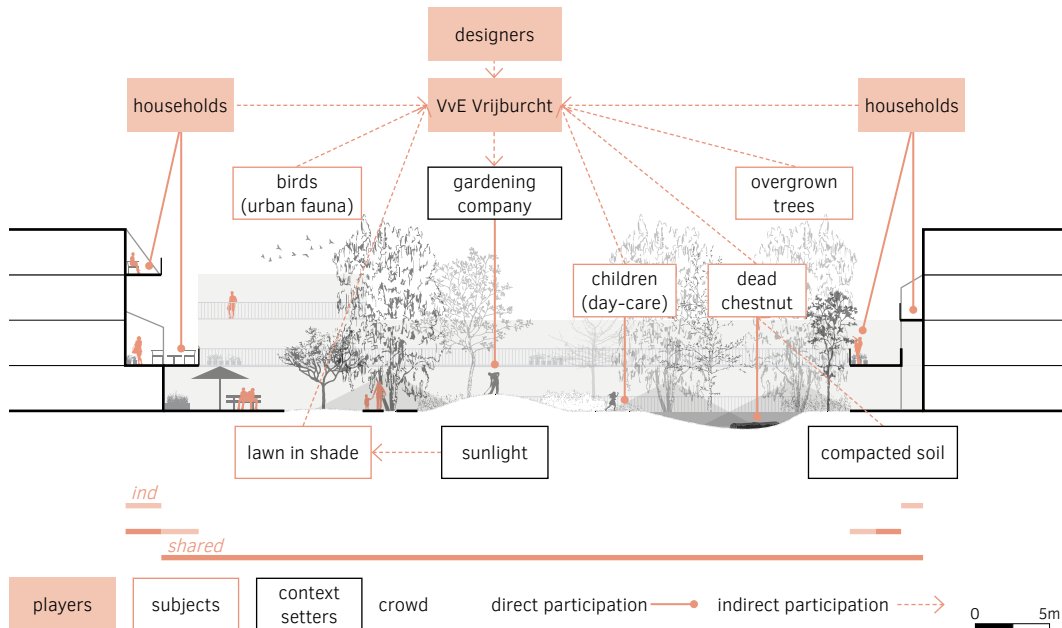 designers
households
VvE Vrijburcht
households
birds
(urban fauna)
gardening
company
overgrown
trees
children
(day-care)
dead
chestnut
lawn in shade
sunlight
compacted soil
ind
shared
players
subjects
context
setters
crowd
direct participation
indirect participation
0
5m